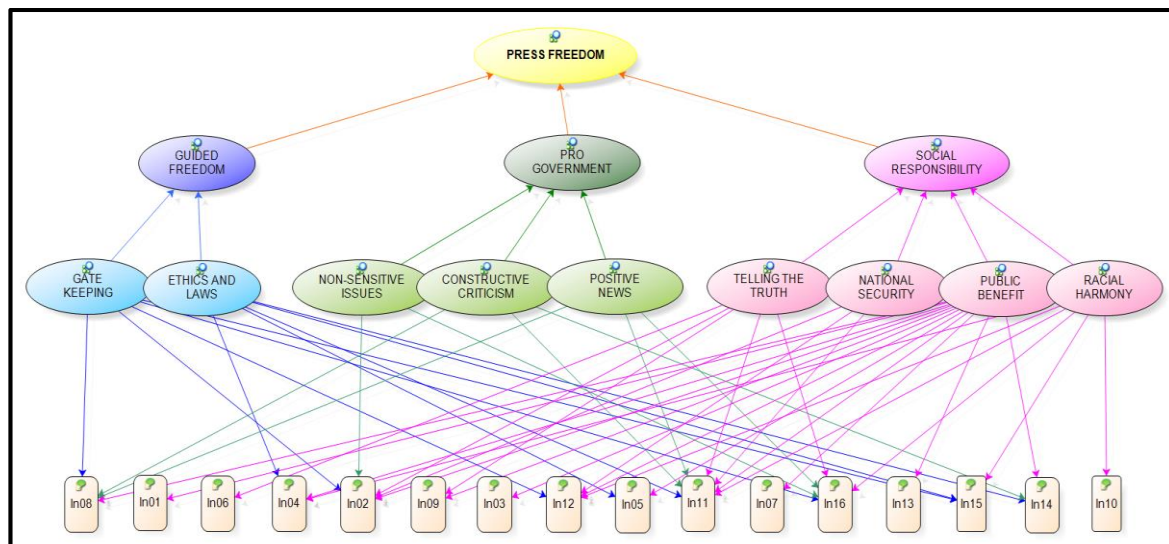 PRESS FREEDOM
GUIDED
FREEDOM
PRO
GOVERNMENT
SOCIAL
RESPONSIBILITY
GATE
KEEPING
ETHICS AND
LAWS
NON-SENSITIVE
ISSUES
CONSTRUCTIVE
CRITICISM
POSITIVE
NEWS
TELLING THE
TRUTH
NATIONAL
SECURITY
PUBLIC
BENEFIT
RACIAL
HARMONY
In08
In01
In06
In04
In02
In09
In03
In12
In05
In11
In07
In16
In13
In15
In14
In10